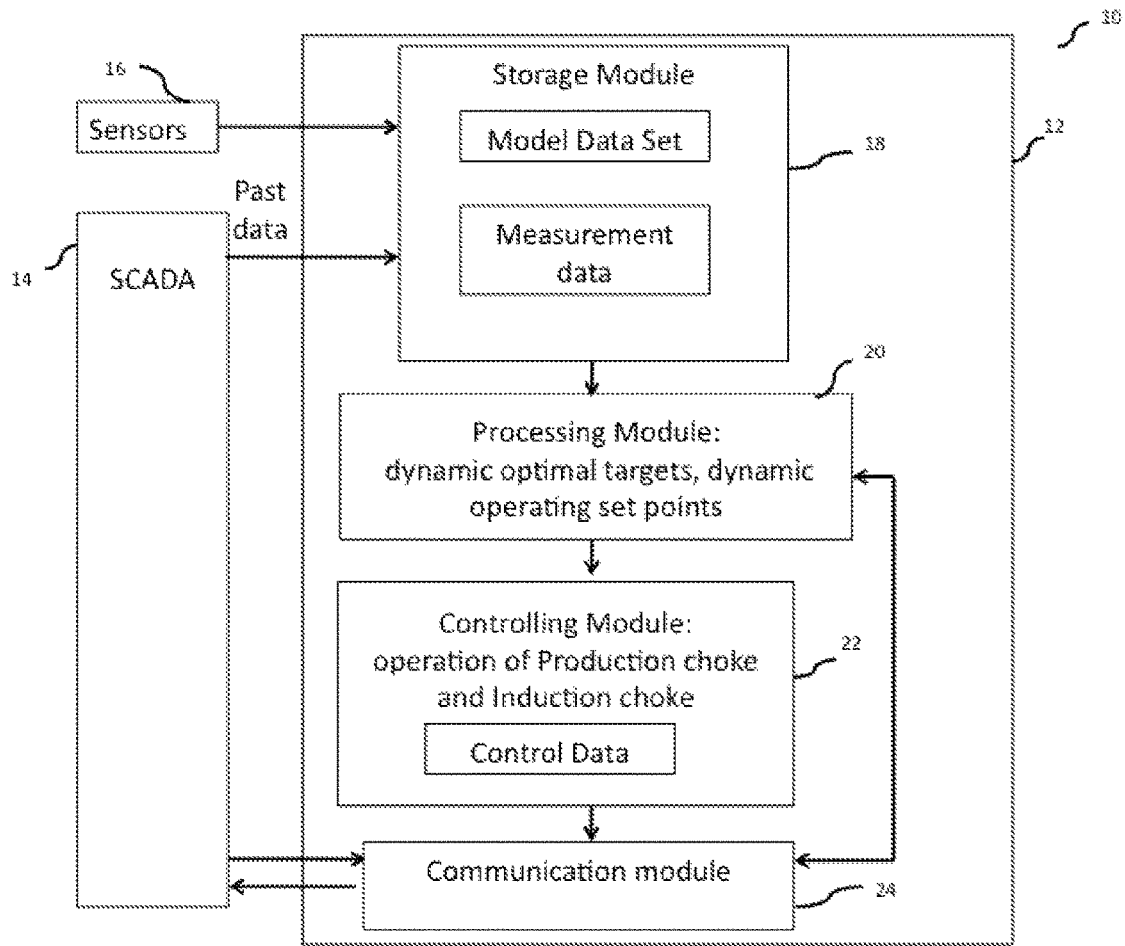 10
16
Sensors
Storage Module
Model Data Set
12
18
Past
data
Measurement
data
14
SCADA
20
Processing Module:
dynamic optimal targets, dynamic
operating set points
Controlling Module:
operation of Production choke
and Induction choke
22
Control Data
Communication module
24